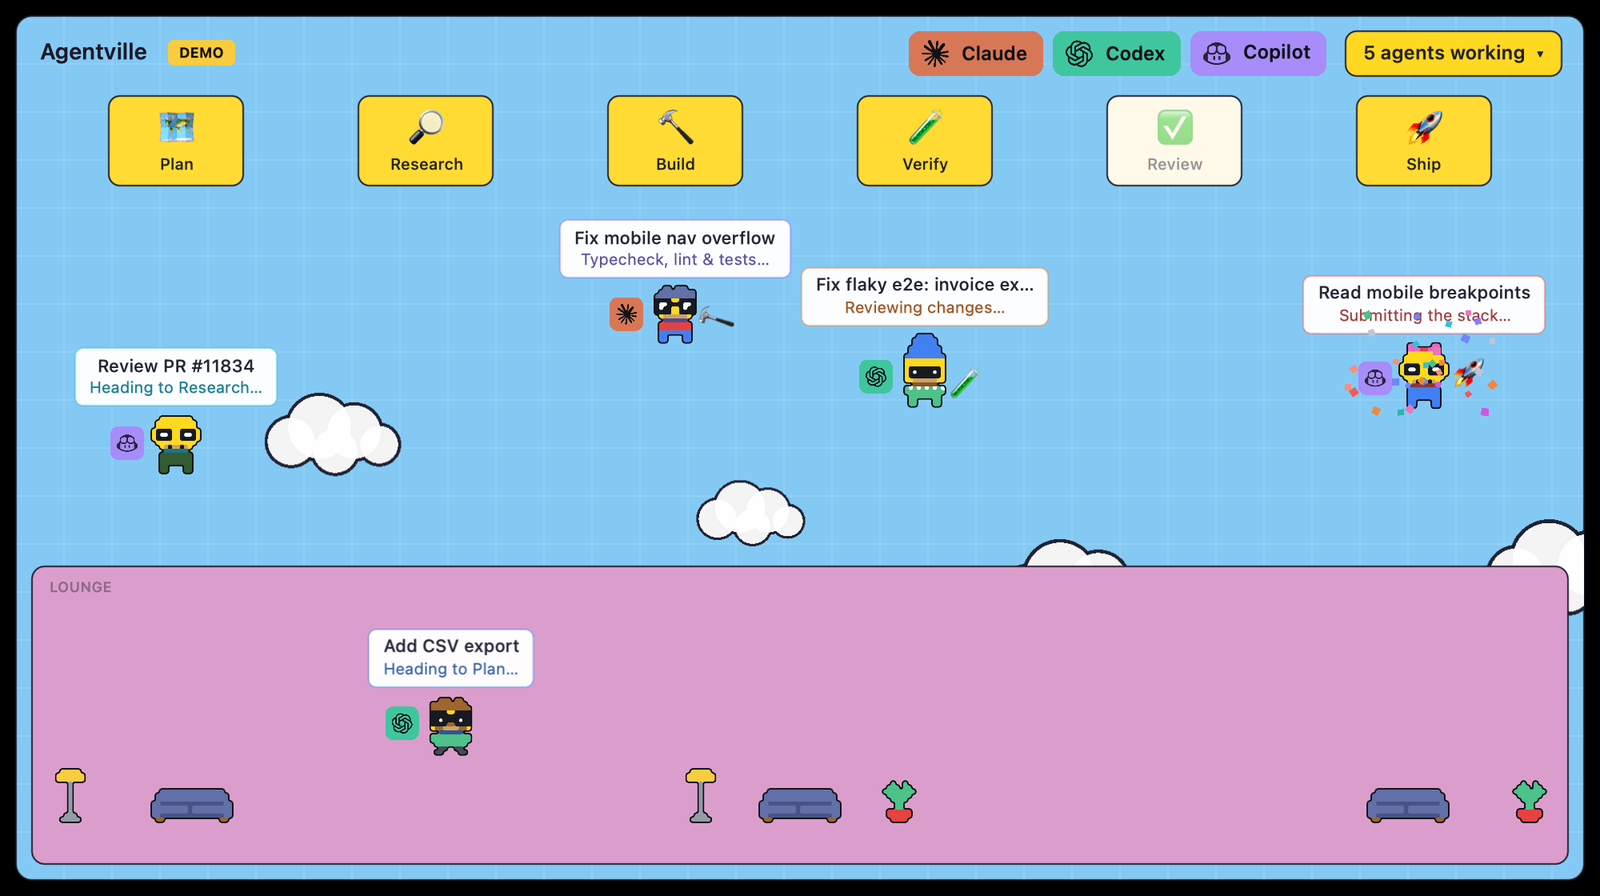 Agentville
DEMO
Claude
Codex
Copilot
5 agents working
Plan
Research
Build
Verify
Review
Ship
Fix mobile nav overflow
Typecheck, lint & tests...
Fix flaky e2e: invoice ex...
Reviewing changes...
Read mobile breakpoints
Submitting the stack...
Review PR #11834
Heading to Research...
LOUNGE
Add CSV export
Heading to Plan...